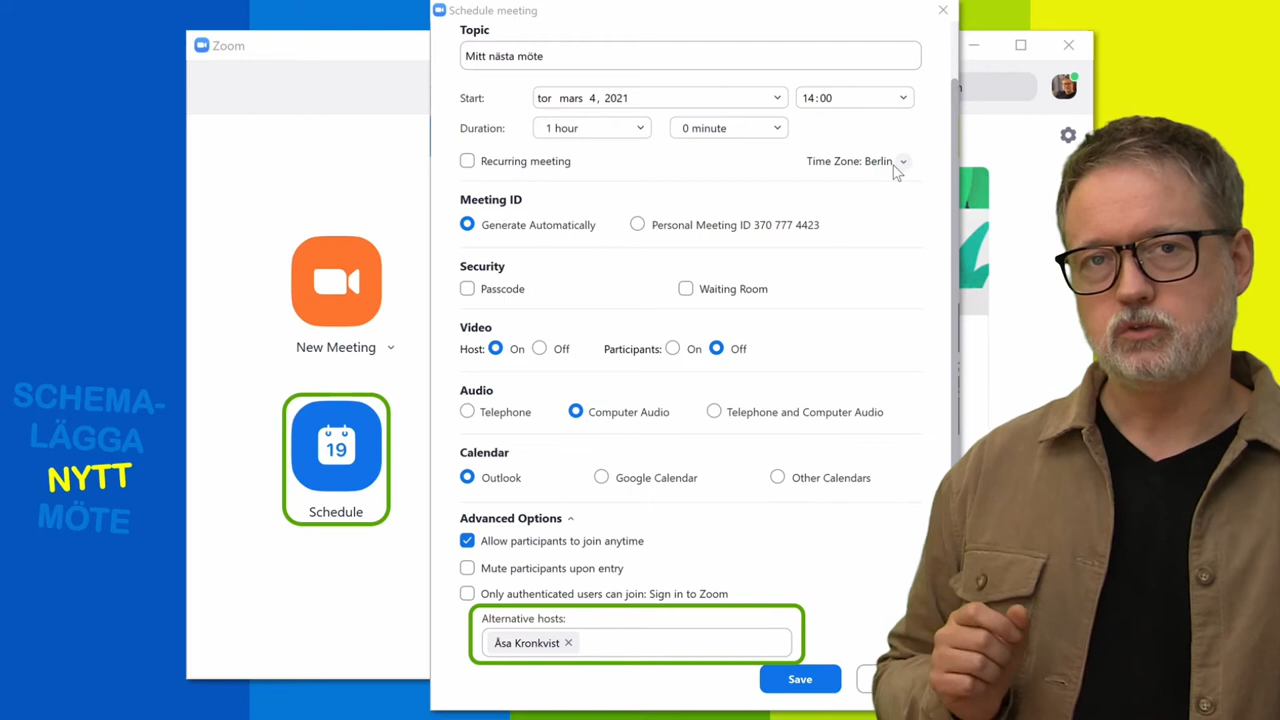 Schedule meeting
Zoom
Topic
Mitt nästa möte
Start: tor mars 4, 2021 14:00
Duration: 1 hour 0 minute
Recurring meeting Time Zone: Berlin
Meeting ID
Generate Automatically Personal Meeting ID 370 777 4423
Security
Passcode Waiting Room
Video
Host: On Off Participants: On Off
Audio
Telephone Computer Audio Telephone and Computer Audio
Calendar
Outlook Google Calendar Other Calendars
Advanced Options
Allow participants to join anytime
Mute participants upon entry
Only authenticated users can join: Sign in to Zoom
Alternative hosts:
Åsa Kronkvist
Save
New Meeting
19
Schedule
SCHEMA-
LÄGGA
NYTT
MÖTE